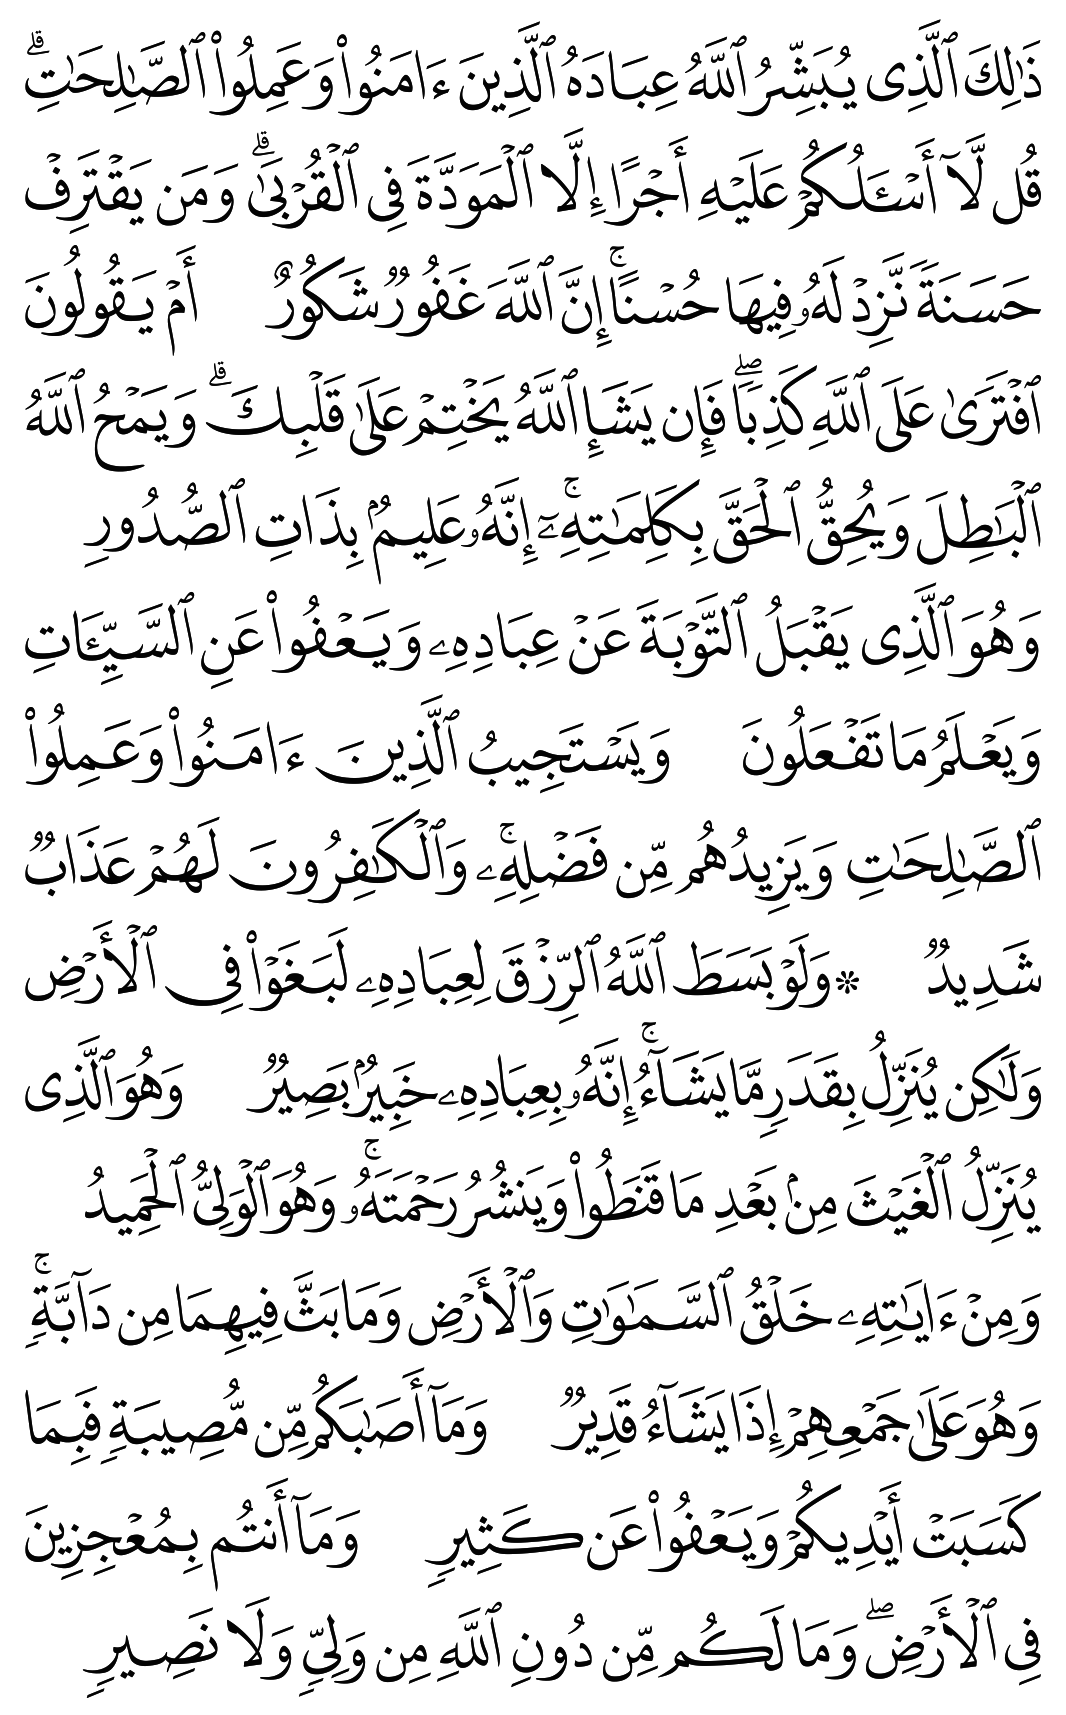 ذَٰلِكَ ٱلَّذِى يُبَشِّرُ ٱللَّهُ عِبَادَهُ ٱلَّذِينَ ءَامَنُوا۟ وَعَمِلُوا۟ ٱلصَّٰلِحَٰتِ ۗ
قُل لَّآ أَسْـَٔلُكُمْ عَلَيْهِ أَجْرًا إِلَّا ٱلْمَوَدَّةَ فِى ٱلْقُرْبَىٰ ۗ وَمَن يَقْتَرِفْ
حَسَنَةً نَّزِدْ لَهُۥ فِيهَا حُسْنًا ۚ إِنَّ ٱللَّهَ غَفُورٌ شَكُورٌ أَمْ يَقُولُونَ
ٱفْتَرَىٰ عَلَى ٱللَّهِ كَذِبًا ۖ فَإِن يَشَإِ ٱللَّهُ يَخْتِمْ عَلَىٰ قَلْبِكَ ۗ وَيَمْحُ ٱللَّهُ
ٱلْبَٰطِلَ وَيُحِقُّ ٱلْحَقَّ بِكَلِمَٰتِهِۦٓ ۚ إِنَّهُۥ عَلِيمٌۢ بِذَاتِ ٱلصُّدُورِ
وَهُوَ ٱلَّذِى يَقْبَلُ ٱلتَّوْبَةَ عَنْ عِبَادِهِۦ وَيَعْفُوا۟ عَنِ ٱلسَّيِّـَٔاتِ
وَيَعْلَمُ مَا تَفْعَلُونَ وَيَسْتَجِيبُ ٱلَّذِينَ ءَامَنُوا۟ وَعَمِلُوا۟
ٱلصَّٰلِحَٰتِ وَيَزِيدُهُم مِّن فَضْلِهِۦ ۚ وَٱلْكَٰفِرُونَ لَهُمْ عَذَابٌ
شَدِيدٌ * وَلَوْ بَسَطَ ٱللَّهُ ٱلرِّزْقَ لِعِبَادِهِۦ لَبَغَوْا۟ فِى ٱلْأَرْضِ
وَلَٰكِن يُنَزِّلُ بِقَدَرٍ مَّا يَشَآءُ ۚ إِنَّهُۥ بِعِبَادِهِۦ خَبِيرٌۢ بَصِيرٌ وَهُوَ ٱلَّذِى
يُنَزِّلُ ٱلْغَيْثَ مِنۢ بَعْدِ مَا قَنَطُوا۟ وَيَنشُرُ رَحْمَتَهُۥ ۚ وَهُوَ ٱلْوَلِىُّ ٱلْحَمِيدُ
وَمِنْ ءَايَٰتِهِۦ خَلْقُ ٱلسَّمَٰوَٰتِ وَٱلْأَرْضِ وَمَا بَثَّ فِيهِمَا مِن دَآبَّةٍ ۚ
وَهُوَ عَلَىٰ جَمْعِهِمْ إِذَا يَشَآءُ قَدِيرٌ وَمَآ أَصَٰبَكُم مِّن مُّصِيبَةٍ فَبِمَا
كَسَبَتْ أَيْدِيكُمْ وَيَعْفُوا۟ عَن كَثِيرٍ وَمَآ أَنتُم بِمُعْجِزِينَ
فِى ٱلْأَرْضِ ۖ وَمَا لَكُم مِّن دُونِ ٱللَّهِ مِن وَلِىٍّ وَلَا نَصِيرٍ